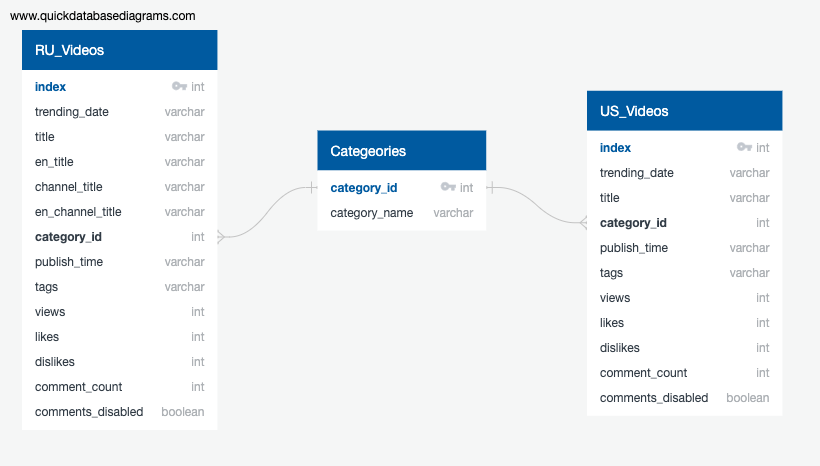 www.quickdatabasediagrams.com
RU_Videos
index int
trending_date varchar
title varchar
en_title varchar
channel_title varchar
en_channel_title varchar
category_id int
publish_time varchar
tags varchar
views int
likes int
dislikes int
comment_count int
comments_disabled boolean
Categeories
category_id int
category_name varchar
US_Videos
index int
trending_date varchar
title varchar
category_id int
publish_time varchar
tags varchar
views int
likes int
dislikes int
comment_count int
comments_disabled boolean